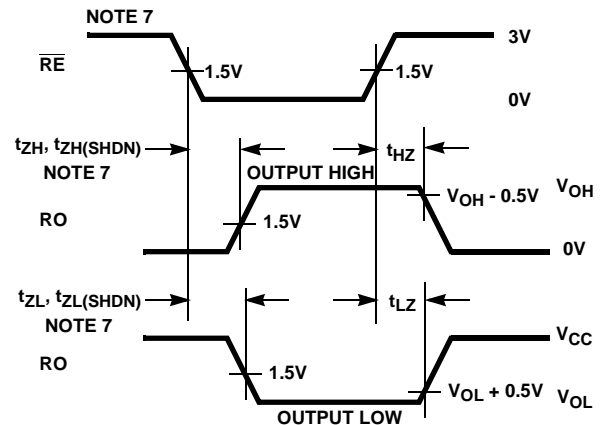 NOTE 7
3V
RE
1.5V 1.5V
0V
tZH, tZH(SHDN)
NOTE 7
tHZ
OUTPUT HIGH
VOH - 0.5V VOH
RO
1.5V
0V
tZL, tZL(SHDN)
NOTE 7
tLZ
VCC
RO
1.5V
VOL + 0.5V VOL
OUTPUT LOW